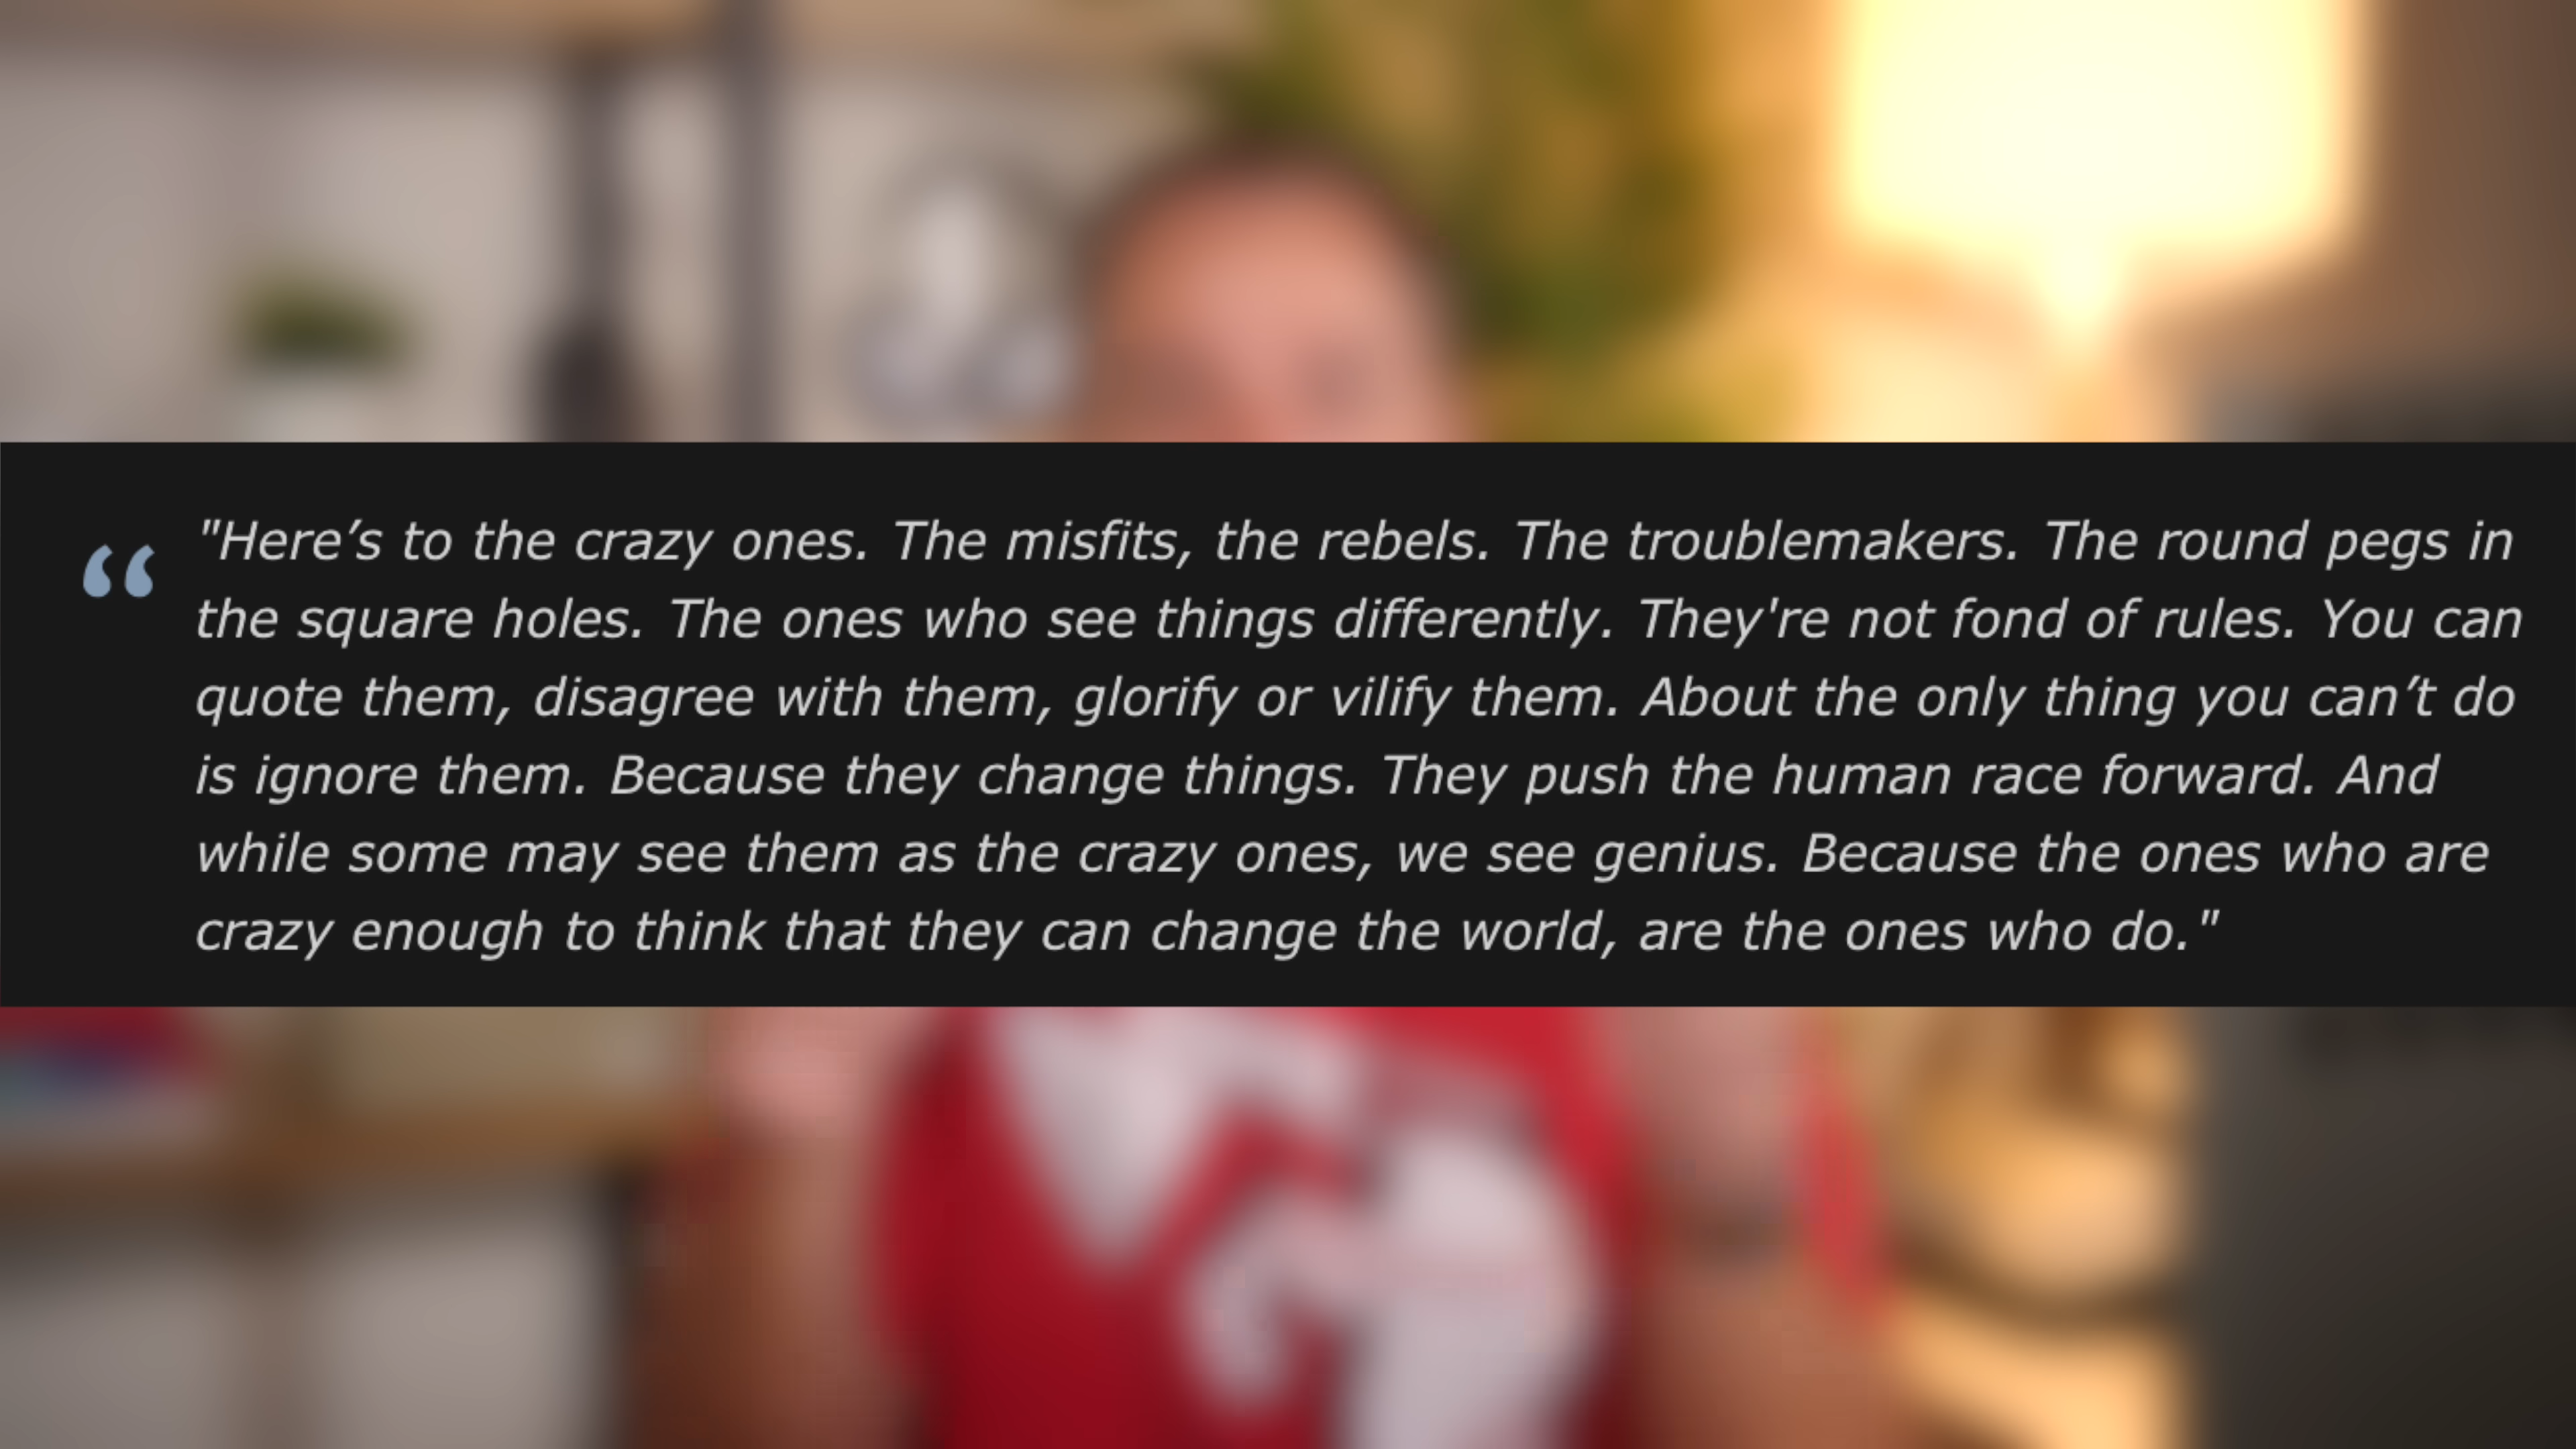 “
"Here’s to the crazy ones. The misfits, the rebels. The troublemakers. The round pegs in
the square holes. The ones who see things differently. They're not fond of rules. You can
quote them, disagree with them, glorify or vilify them. About the only thing you can’t do
is ignore them. Because they change things. They push the human race forward. And
while some may see them as the crazy ones, we see genius. Because the ones who are
crazy enough to think that they can change the world, are the ones who do."